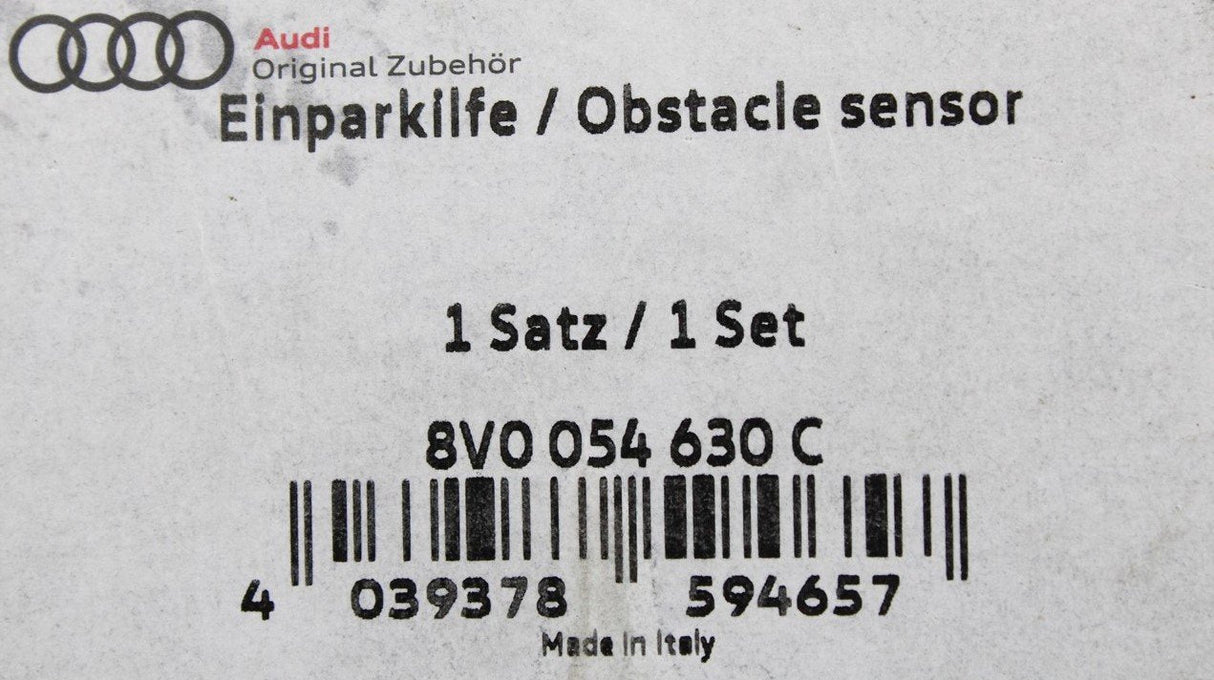 Audi
Original Zubehör
Einparkilfe / Obstacle sensor
1 Satz / 1 Set
8V0 054 630 C
4 039378 594657
Made In Italy